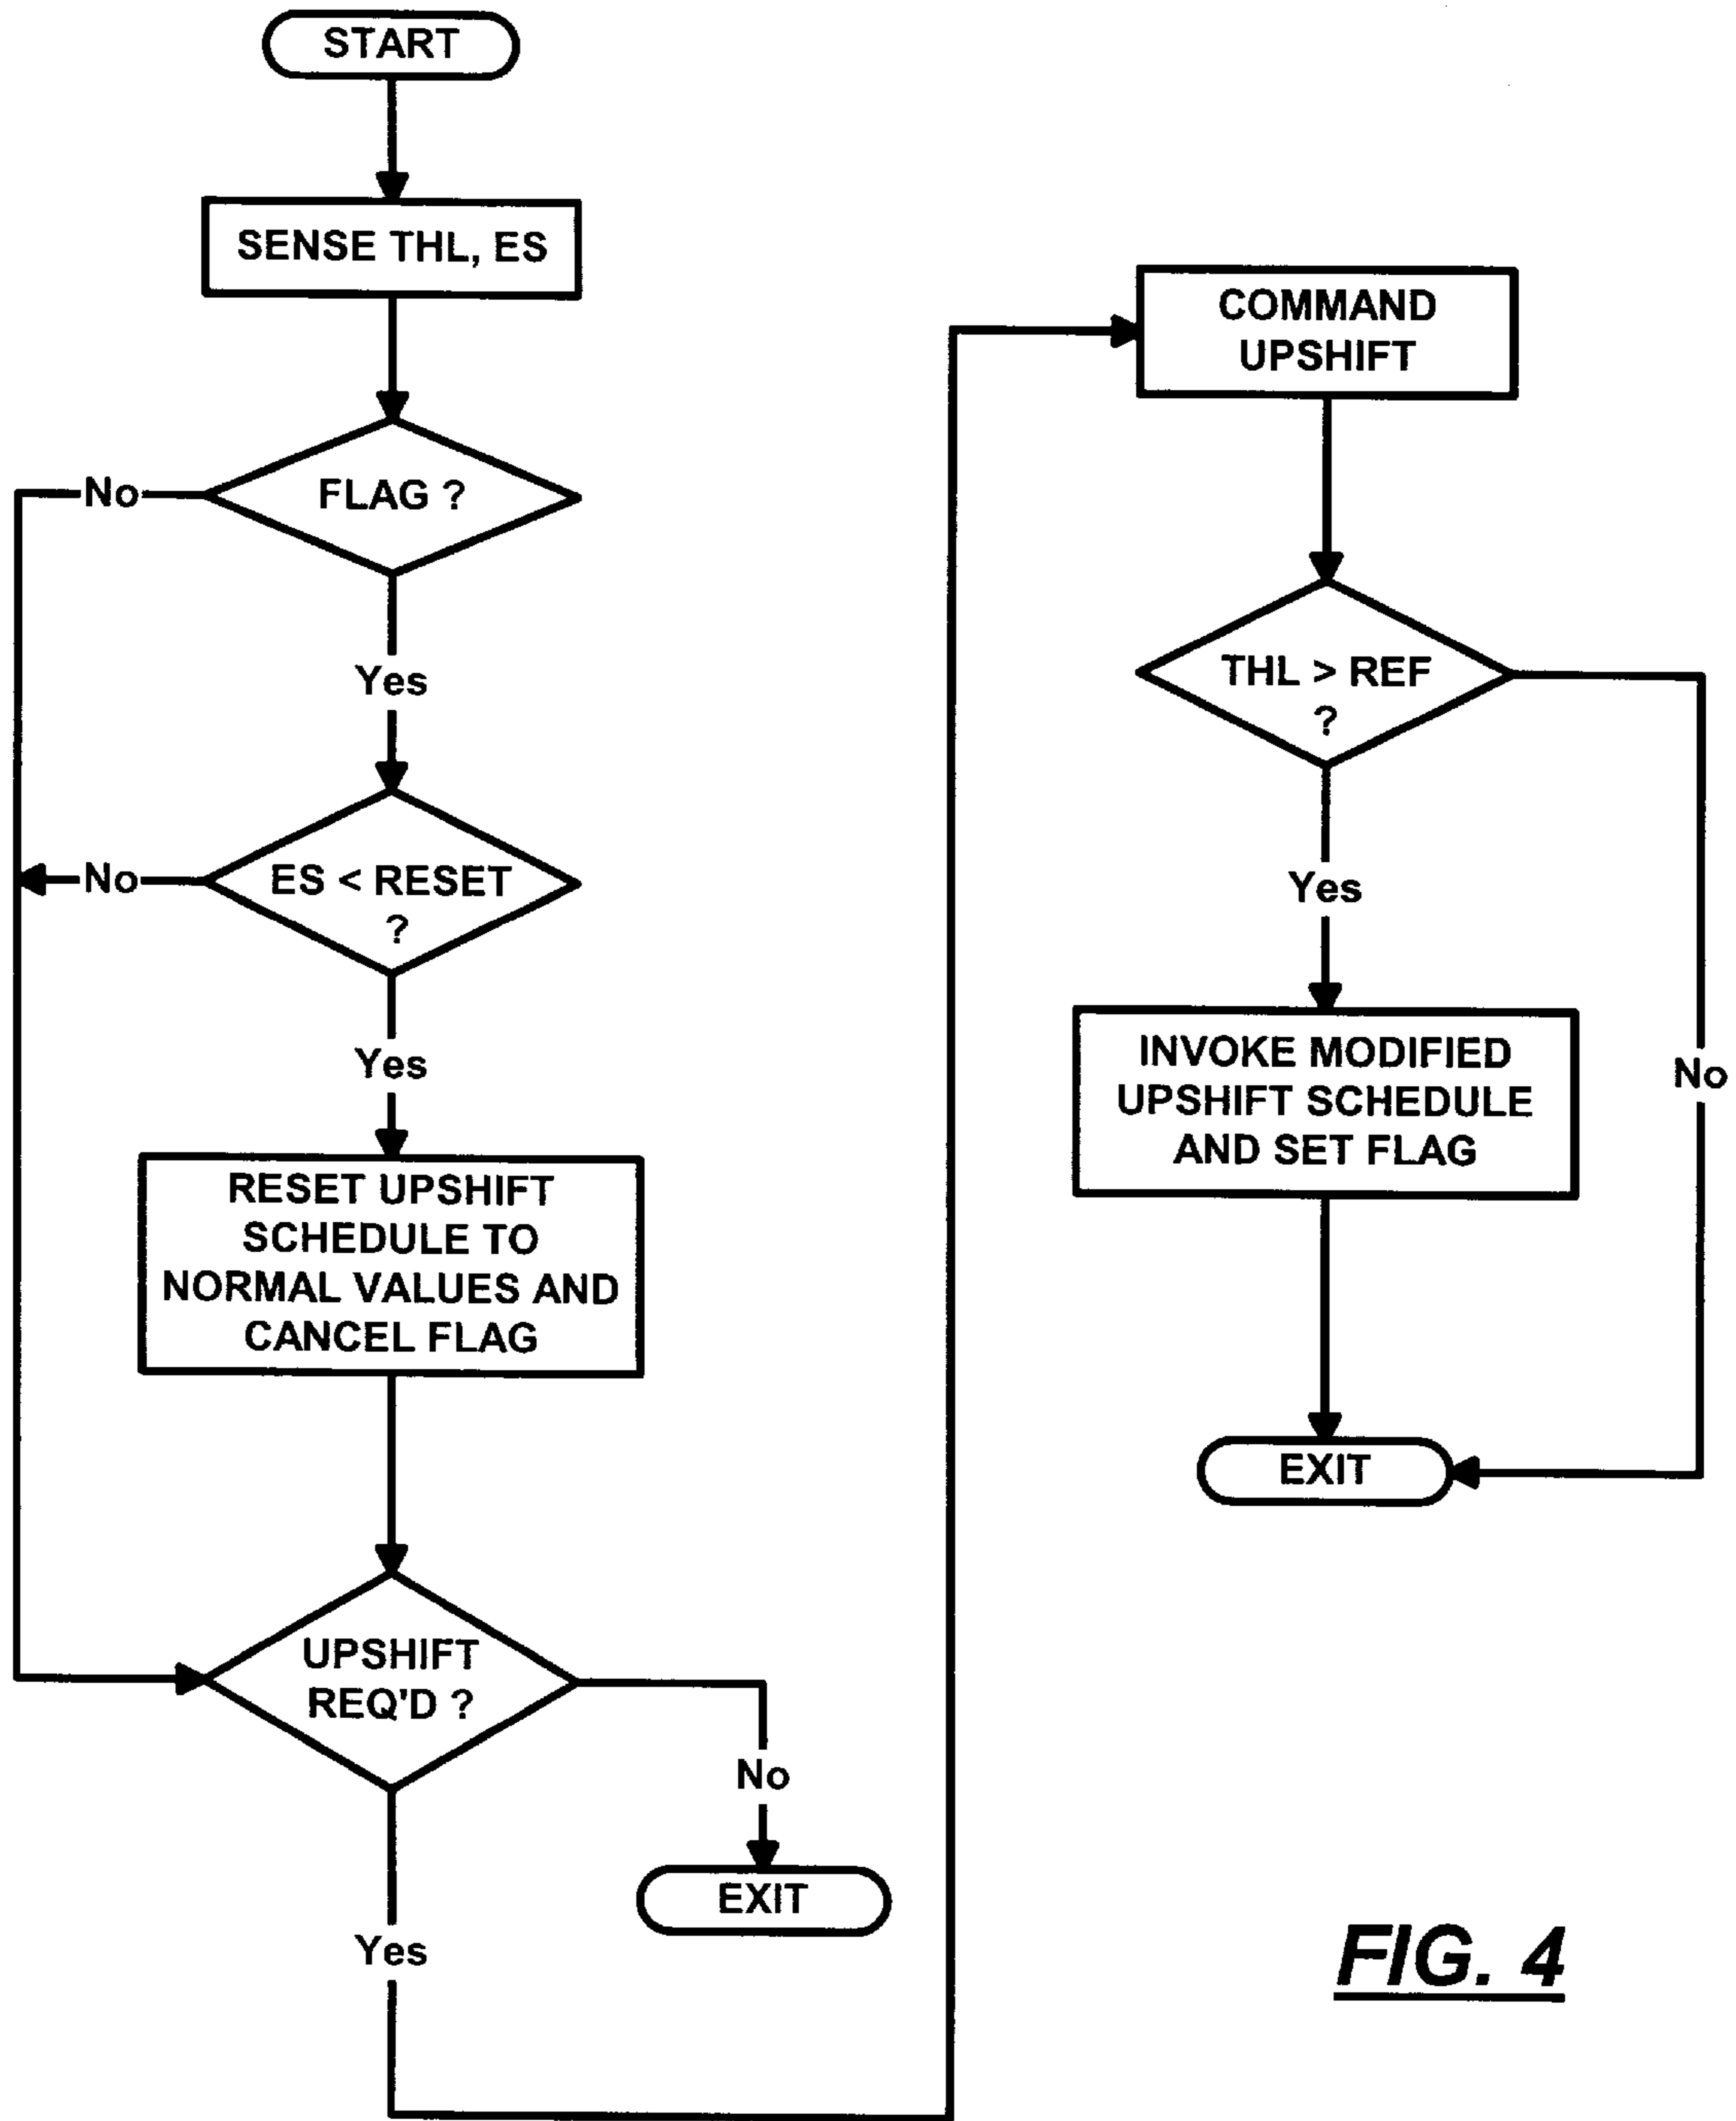 START
SENSE THL, ES
FLAG ?
No
Yes
ES < RESET
?
No
Yes
RESET UPSHIFT
SCHEDULE TO
NORMAL VALUES AND
CANCEL FLAG
UPSHIFT
REQ'D ?
No
EXIT
Yes
COMMAND
UPSHIFT
THL > REF
?
Yes
No
INVOKE MODIFIED
UPSHIFT SCHEDULE
AND SET FLAG
EXIT
FIG. 4